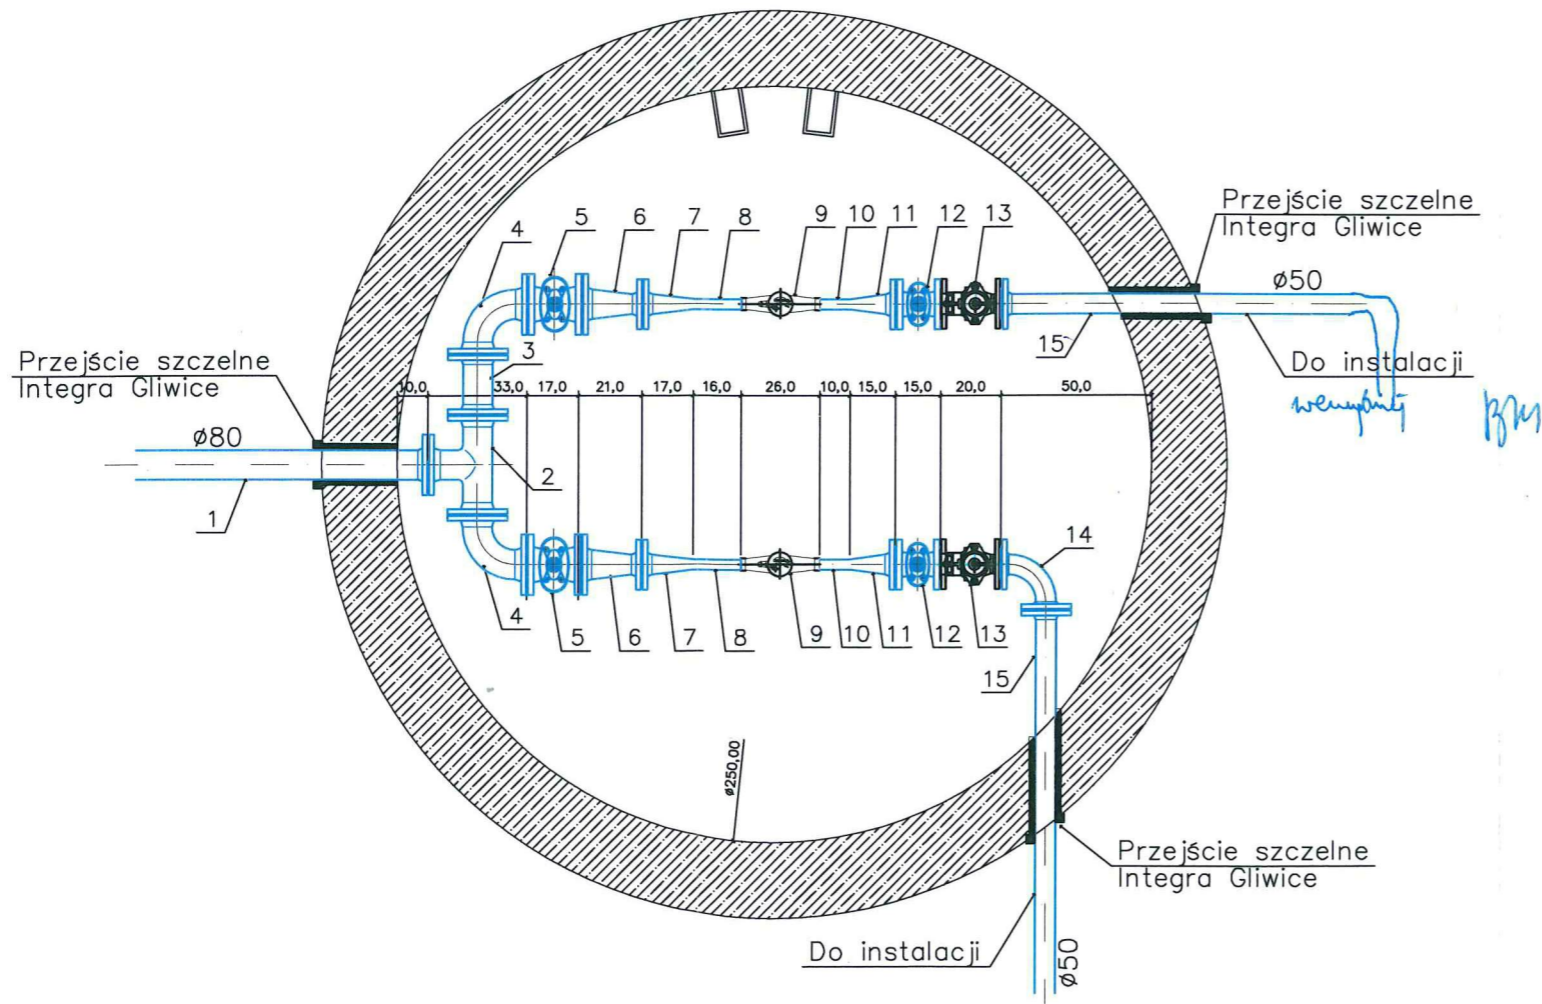 Przejście szczelne
Integra Gliwice
Ø50
Do instalacji
4
5
6
7
8
9
10
11
12
13
15
Przejście szczelne
Integra Gliwice
Ø80
1
3
2
10,0 33,0 17,0 21,0 17,0 16,0 26,0 10,0 15,0 15,0 20,0 50,0
4
5
6
7
8
9
10
11
12
13
14
15
Ø250,00
Przejście szczelne
Integra Gliwice
Do instalacji
Ø50